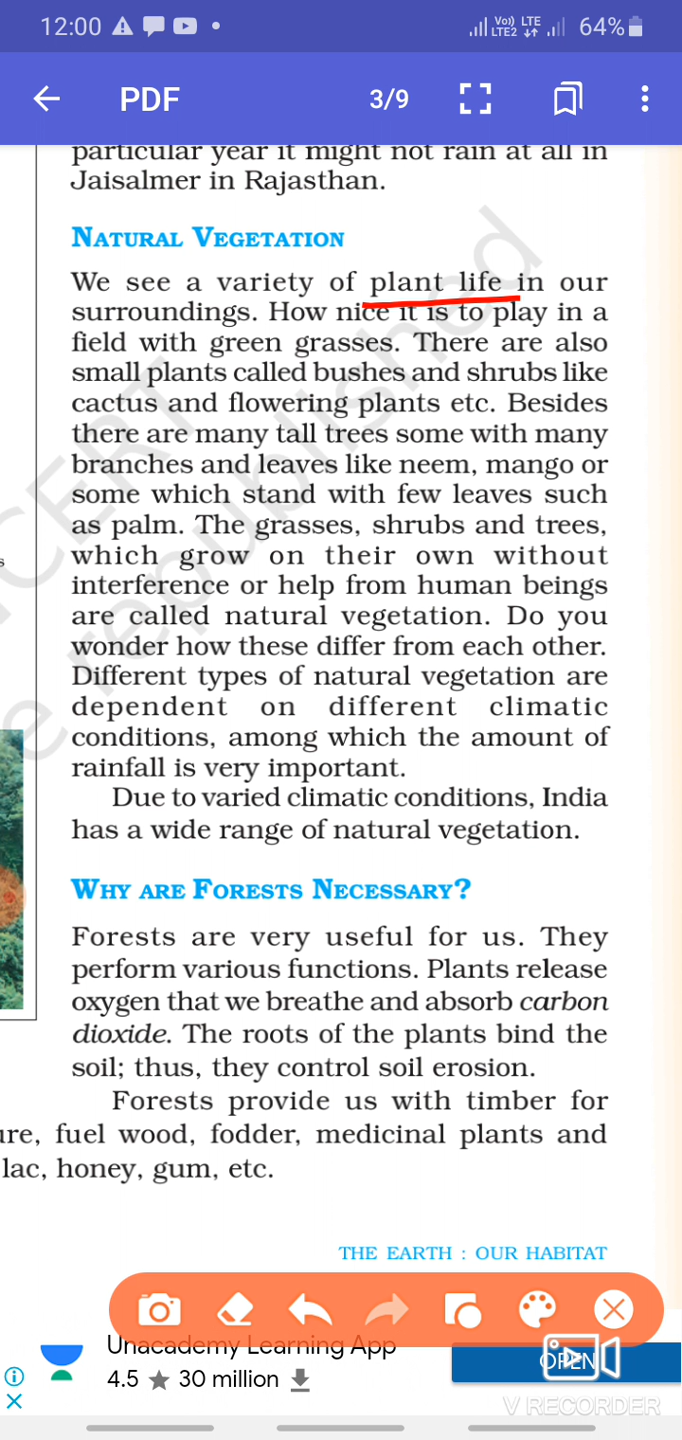 12:00
Vo)) LTE
LTE2
64%
PDF
3/9
particular year it might not rain at all in
Jaisalmer in Rajasthan.
NATURAL VEGETATION
We see a variety of plant life in our
surroundings. How nice it is to play in a
field with green grasses. There are also
small plants called bushes and shrubs like
cactus and flowering plants etc. Besides
there are many tall trees some with many
branches and leaves like neem, mango or
some which stand with few leaves such
as palm. The grasses, shrubs and trees,
which grow on their own without
interference or help from human beings
are called natural vegetation. Do you
wonder how these differ from each other.
Different types of natural vegetation are
dependent on different climatic
conditions, among which the amount of
rainfall is very important.
Due to varied climatic conditions, India
has a wide range of natural vegetation.
WHY ARE FORESTS NECESSARY?
Forests are very useful for us. They
perform various functions. Plants release
oxygen that we breathe and absorb carbon
dioxide. The roots of the plants bind the
soil; thus, they control soil erosion.
Forests provide us with timber for
ure, fuel wood, fodder, medicinal plants and
lac, honey, gum, etc.
THE EARTH : OUR HABITAT
Unacademy Learning App
4.5 ★ 30 million
OPEN
V RECORDER
NCERT
republished